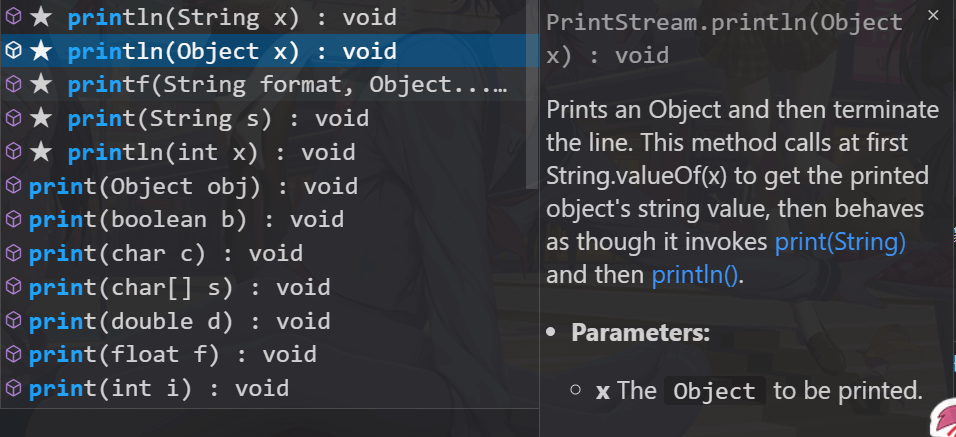 ★ println(String x) : void
★ println(Object x) : void
★ printf(String format, Object...…
★ print(String s) : void
★ println(int x) : void
print(Object obj) : void
print(boolean b) : void
print(char c) : void
print(char[] s) : void
print(double d) : void
print(float f) : void
print(int i) : void
PrintStream.println(Object
x) : void
Prints an Object and then terminate
the line. This method calls at first
String.valueOf(x) to get the printed
object's string value, then behaves
as though it invokes print(String)
and then println().
• Parameters:
○ x The Object to be printed.